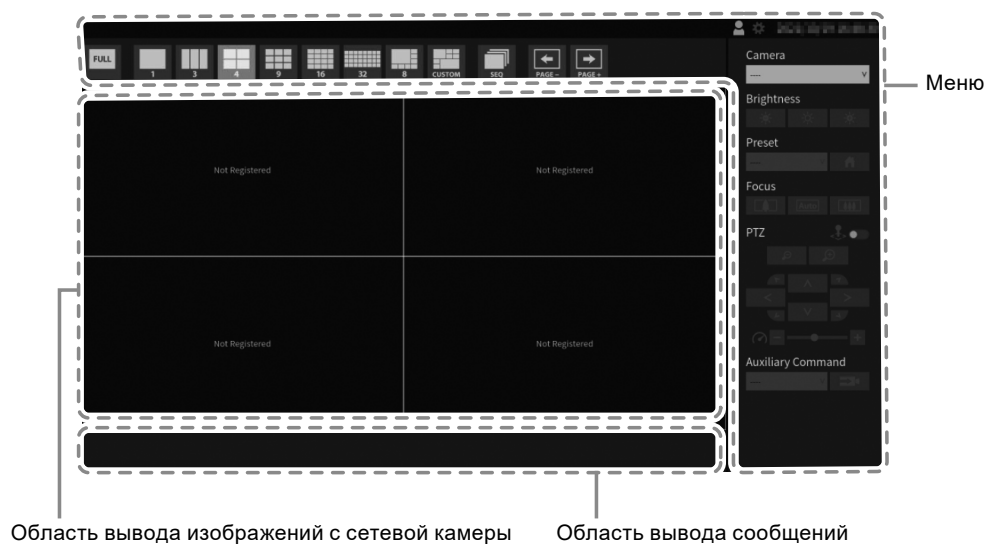 FULL
1
3
4
9
16
32
8
CUSTOM
SEQ
PAGE −
PAGE +
Camera
----
Brightness
Preset
----
Focus
Auto
PTZ
Auxiliary Command
----
Not Registered
Not Registered
Not Registered
Not Registered
Меню
Область вывода изображений с сетевой камеры
Область вывода сообщений